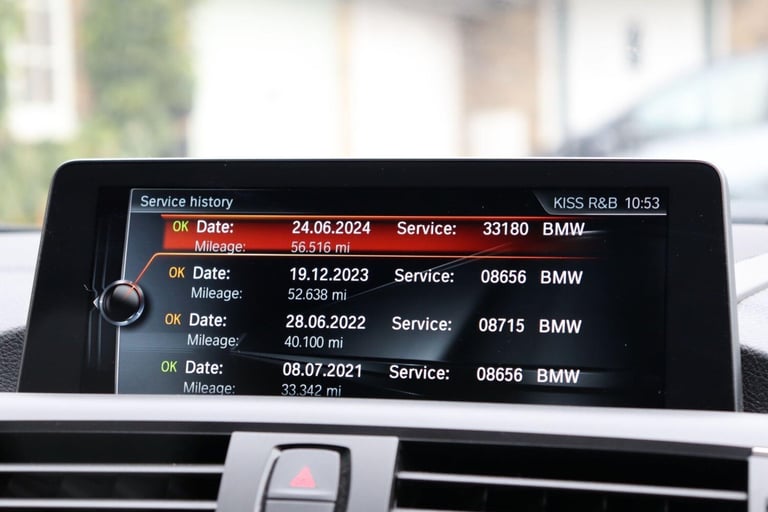 Service history KISS R&B 10:53
OK Date: 24.06.2024 Service: 33180 BMW
Mileage: 56.516 mi
OK Date: 19.12.2023 Service: 08656 BMW
Mileage: 52.638 mi
OK Date: 28.06.2022 Service: 08715 BMW
Mileage: 40.100 mi
OK Date: 08.07.2021 Service: 08656 BMW
Mileage: 33.342 mi